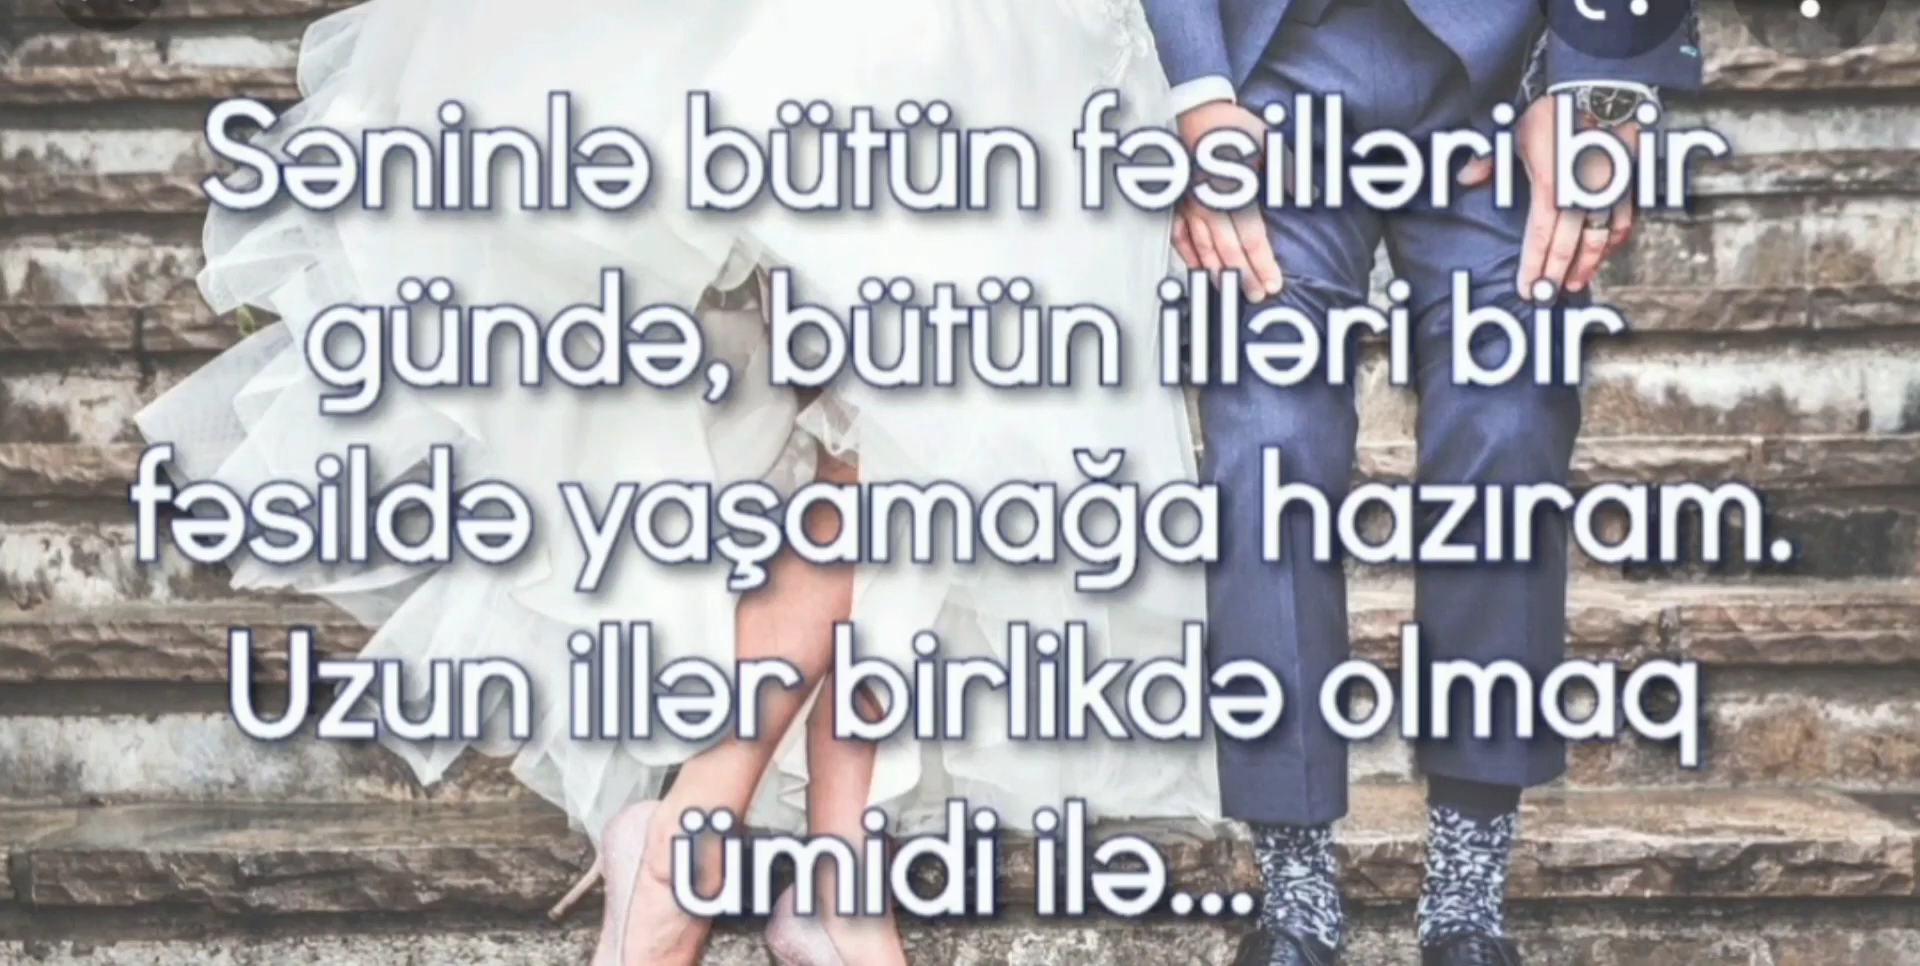 Səninlə bütün fəsilləri bir
gündə, bütün illəri bir
fəsildə yaşamağa hazıram.
Uzun illər birlikdə olmaq
ümidi ilə...